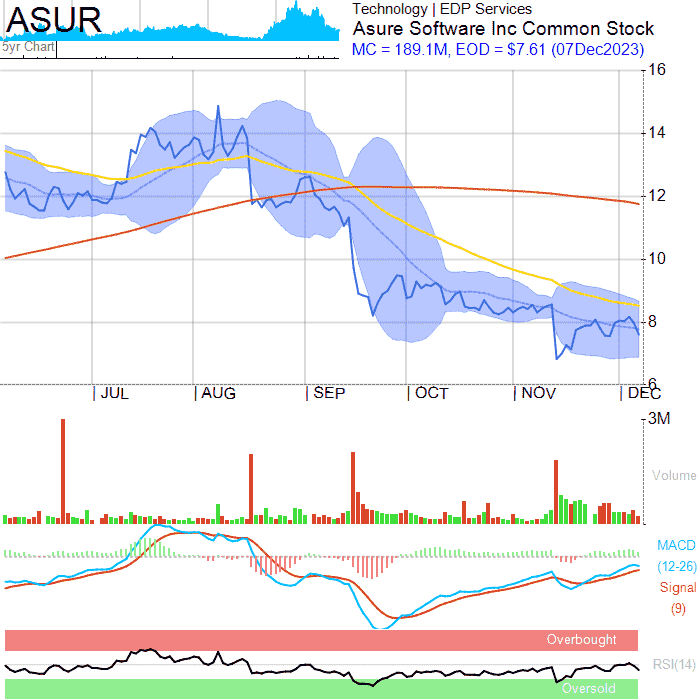 ASUR
5yr Chart
Technology | EDP Services
Asure Software Inc Common Stock
MC = 189.1M, EOD = $7.61 (07Dec2023)
16
14
12
10
8
6
JUL
AUG
SEP
OCT
NOV
DEC
3M
Volume
MACD
(12-26)
Signal
(9)
Overbought
RSI(14)
Oversold